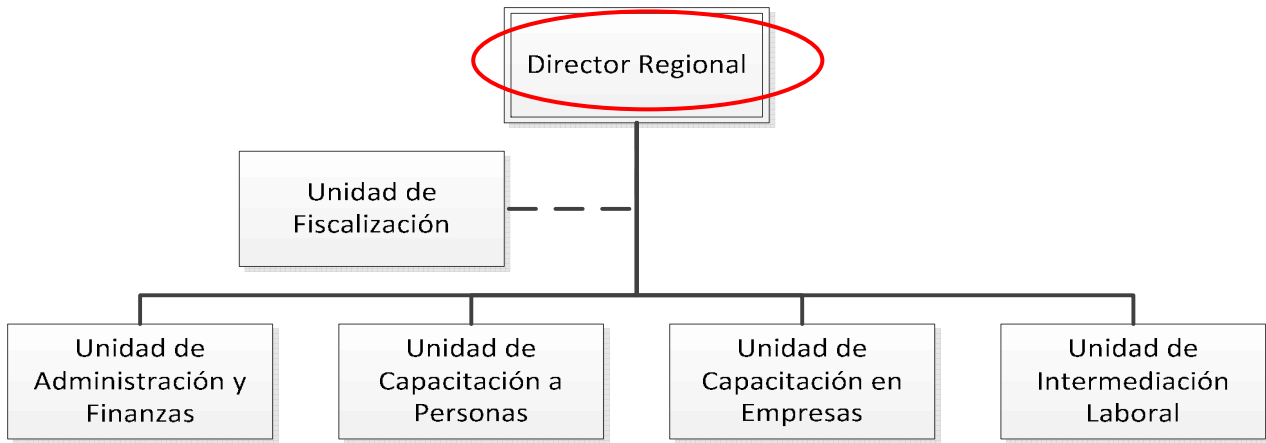 Director Regional
Unidad de
Fiscalización
Unidad de
Administración y
Finanzas
Unidad de
Capacitación a
Personas
Unidad de
Capacitación en
Empresas
Unidad de
Intermediación
Laboral